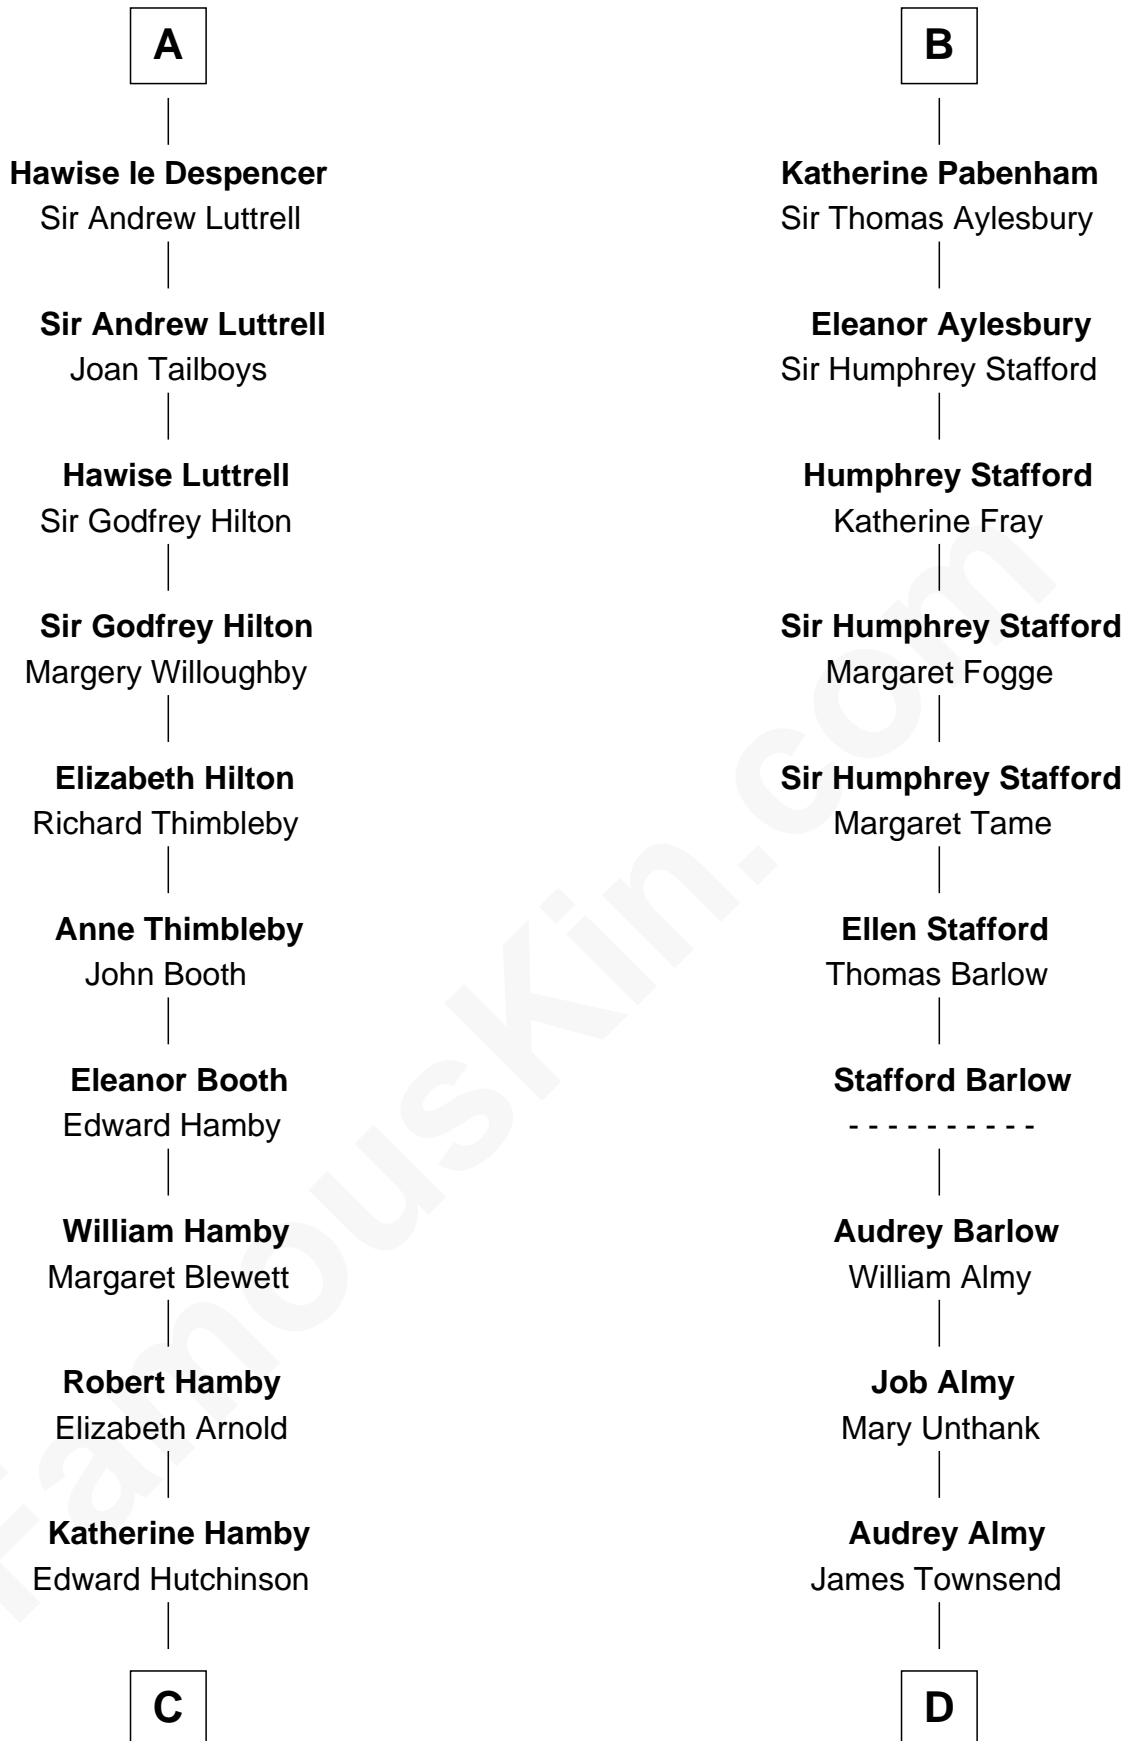 A
Hawise le Despencer
Sir Andrew Luttrell
Sir Andrew Luttrell
Joan Tailboys
Hawise Luttrell
Sir Godfrey Hilton
Sir Godfrey Hilton
Margery Willoughby
Elizabeth Hilton
Richard Thimbleby
Anne Thimbleby
John Booth
Eleanor Booth
Edward Hamby
William Hamby
Margaret Blewett
Robert Hamby
Elizabeth Arnold
Katherine Hamby
Edward Hutchinson
C
B
Katherine Pabenham
Sir Thomas Aylesbury
Eleanor Aylesbury
Sir Humphrey Stafford
Humphrey Stafford
Katherine Fray
Sir Humphrey Stafford
Margaret Fogge
Sir Humphrey Stafford
Margaret Tame
Ellen Stafford
Thomas Barlow
Stafford Barlow
- - - - - - - - - -
Audrey Barlow
William Almy
Job Almy
Mary Unthank
Audrey Almy
James Townsend
D
FamousKin.com